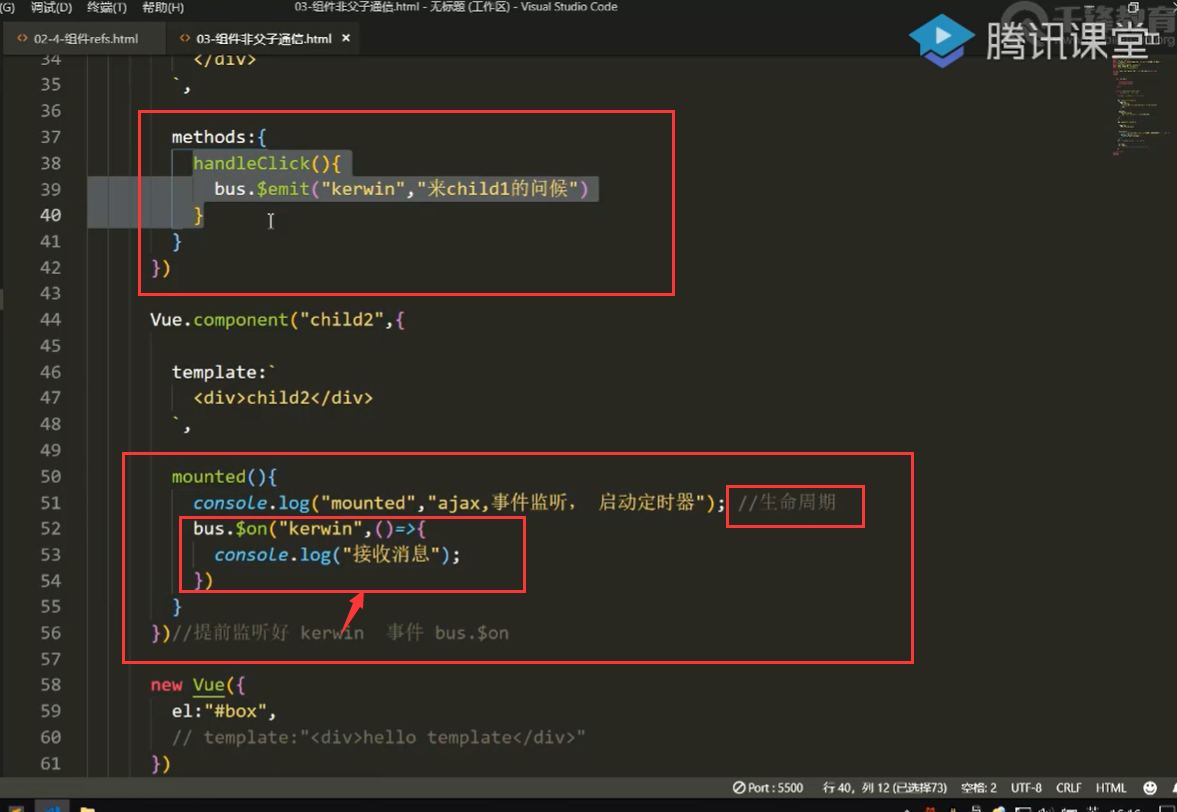 (G) 调试(D) 终端(T) 帮助(H) 03-组件非父子通信.html - 无标题 (工作区) - Visual Studio Code
02-4-组件refs.html 03-组件非父子通信.html ×
千锋教育
腾讯课堂
34 </div>
35 `,
36
37 methods:{
38 handleClick(){
39 bus.$emit("kerwin","来child1的问候")
40 }
41 }
42 })
43
44 Vue.component("child2",{
45
46 template:`
47 <div>child2</div>
48 `,
49
50 mounted(){
51 console.log("mounted","ajax,事件监听, 启动定时器"); //生命周期
52 bus.$on("kerwin",()=>{
53 console.log("接收消息");
54 })
55 }
56 })//提前监听好 kerwin 事件 bus.$on
57
58 new Vue({
59 el:"#box",
60 // template:"<div>hello template</div>"
61 })
Port : 5500 行 40，列 12 (已选择73) 空格: 2 UTF-8 CRLF HTML